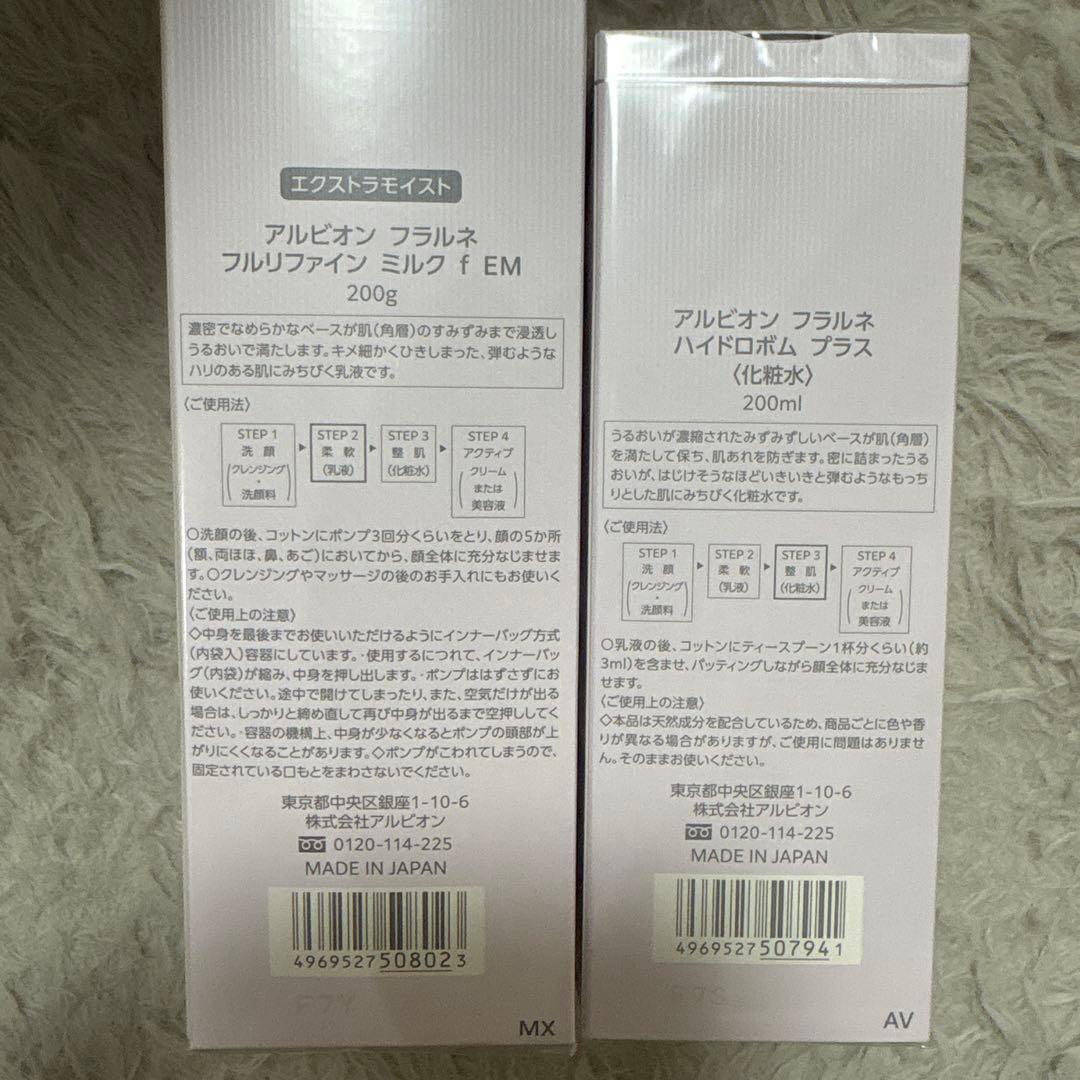 エクストラモイスト
アルビオン フラルネ
フルリファイン ミルク f EM
200g
濃密でなめらかなベースが肌(角層)のすみずみまで浸透し
うるおいで満たします。キメ細かくひきしまった、弾むような
ハリのある肌にみちびく乳液です。
〈ご使用法〉
STEP 1
洗顔
(クレンジング・洗顔料)
STEP 2
柔軟
(乳液)
STEP 3
整肌
(化粧水)
STEP 4
アクティブ
(クリームまたは美容液)
○洗顔の後、コットンにポンプ3回分くらいをとり、顔の5か所
(額、両ほほ、鼻、あご)においてから、顔全体に充分なじませま
す。○クレンジングやマッサージの後のお手入れにもお使いく
ださい。
〈ご使用上の注意〉
◇中身を最後までお使いいただけるようにインナーバッグ方式
(内袋入)容器にしています。・使用するにつれて、インナーバッ
グ(内袋)が縮み、中身を押し出します。・ポンプははずさずにお
使いください。途中で開けてしまったり、また、空気だけが出る
場合は、しっかりと締め直して再び中身が出るまで空押ししてく
ださい。・容器の機構上、中身が少なくなるとポンプの頭部が上
がりにくくなることがあります。◇ポンプがこわれてしまうので、
固定されている口もとをまわさないでください。
東京都中央区銀座1-10-6
株式会社アルビオン
0120-114-225
MADE IN JAPAN
4969527508023
MX
アルビオン フラルネ
ハイドロボム プラス
〈化粧水〉
200ml
うるおいが濃縮されたみずみずしいベースが肌(角層)
を満たして保ち、肌あれを防ぎます。密に詰まったうる
おいが、はじけそうなほどいきいきと弾むようなもっち
りとした肌にみちびく化粧水です。
〈ご使用法〉
STEP 1
洗顔
(クレンジング・洗顔料)
STEP 2
柔軟
(乳液)
STEP 3
整肌
(化粧水)
STEP 4
アクティブ
(クリームまたは美容液)
○乳液の後、コットンにティースプーン1杯分くらい(約
3ml)を含ませ、パッティングしながら顔全体に充分なじま
せます。
〈ご使用上の注意〉
◇本品は天然成分を配合しているため、商品ごとに色や香
りが異なる場合がありますが、ご使用に問題はありませ
ん。そのままお使いください。
東京都中央区銀座1-10-6
株式会社アルビオン
0120-114-225
MADE IN JAPAN
4969527507941
AV